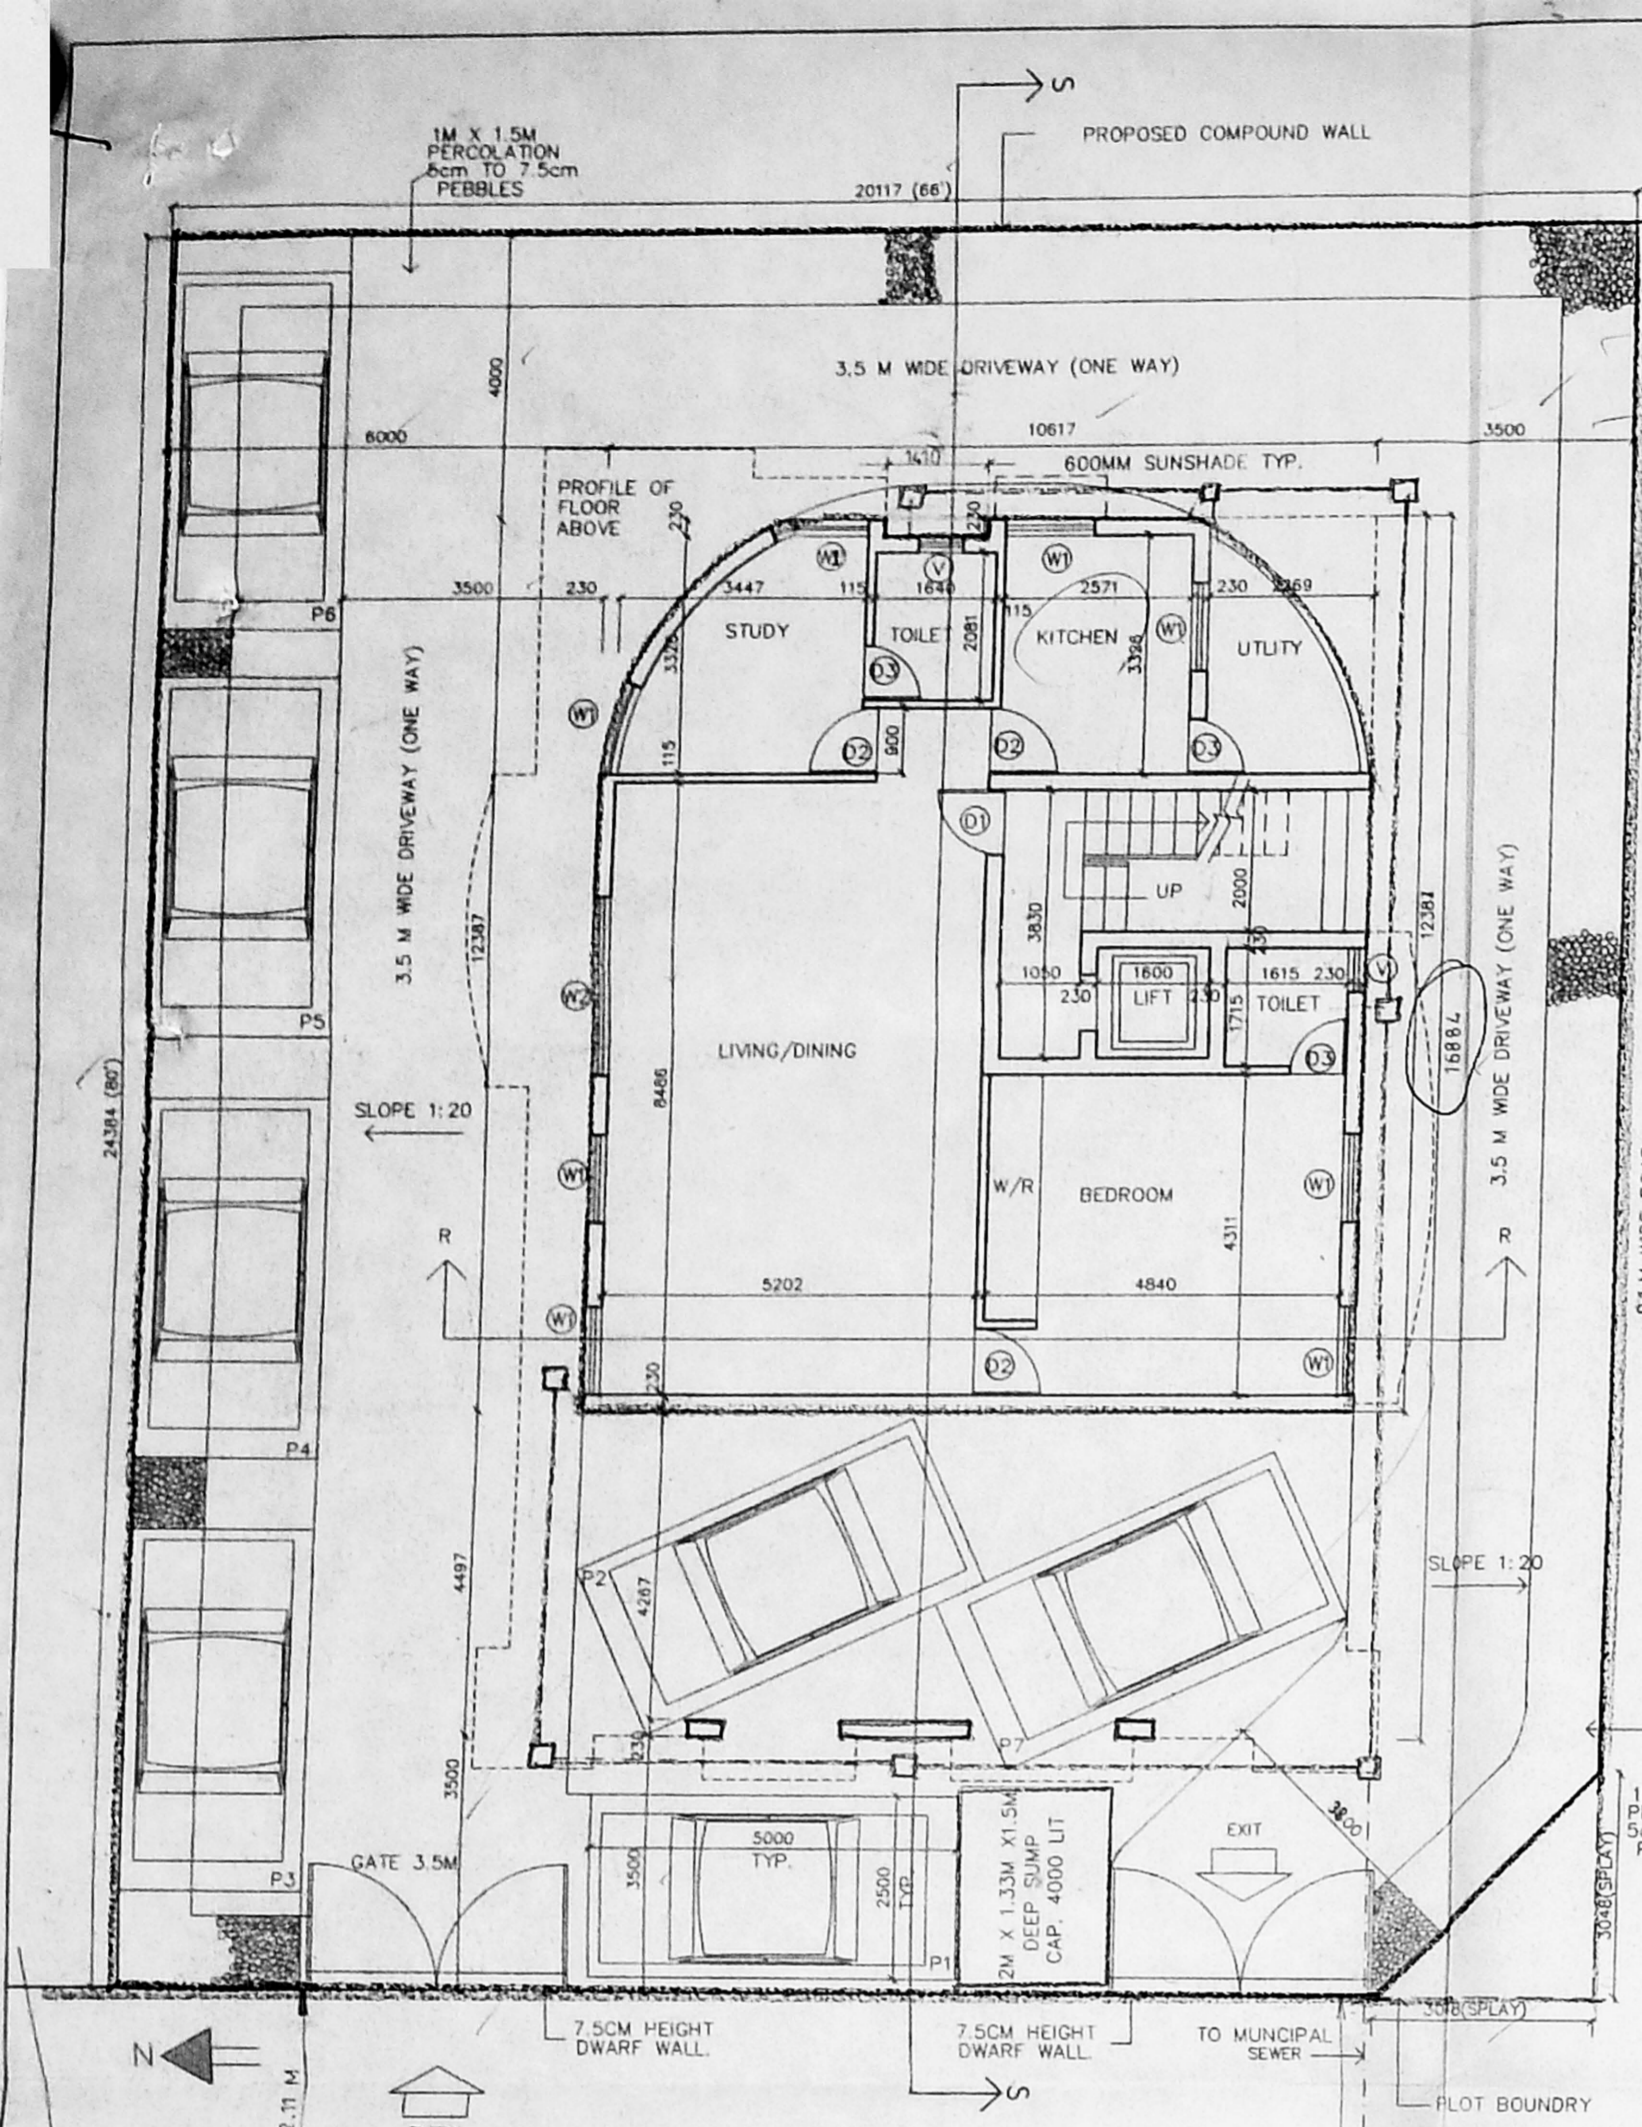 S
1M X 1.5M
PERCOLATION
5cm TO 7.5cm
PEBBLES
PROPOSED COMPOUND WALL
20117 (66')
3.5 M WIDE DRIVEWAY (ONE WAY)
4000
6000
10617
3500
1410
600MM SUNSHADE TYP.
PROFILE OF
FLOOR
ABOVE
230
230
W1
V
W1
3500
230
3447
115
1640
2571
230
2269
P6
115
STUDY
TOILET
2081
KITCHEN
3326
3326
W1
UTLITY
D3
W1
3.5 M WIDE DRIVEWAY (ONE WAY)
115
D2
900
D2
D3
D1
UP
2000
12387
3830
230
12387
3.5 M WIDE DRIVEWAY (ONE WAY)
W2
1050
1600
1615
230
V
230
LIFT
230
TOILET
1715
P5
LIVING/DINING
D3
16884
24384 (80')
8486
SLOPE 1:20
W1
W/R
BEDROOM
W1
R
4311
R
5202
4840
W1
230
D2
W1
P4
4497
P2
4267
SLOPE 1:20
230
P7
3500
3800
GATE 3.5M
5000
TYP.
3500
2500
TYP.
2M X 1.33M X1.5M
DEEP SUMP
CAP. 4000 LIT
EXIT
P3
P1
3048(SPLAY)
7.5CM HEIGHT
DWARF WALL.
7.5CM HEIGHT
DWARF WALL.
TO MUNCIPAL
SEWER
(SPLAY)
N
S
PLOT BOUNDRY